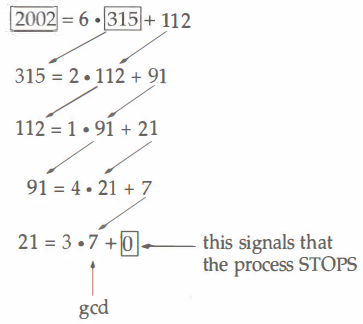 2002 = 6 • 315 + 112
315 = 2 • 112 + 91
112 = 1 • 91 + 21
91 = 4 • 21 + 7
21 = 3 • 7 + 0
this signals that
the process STOPS
gcd